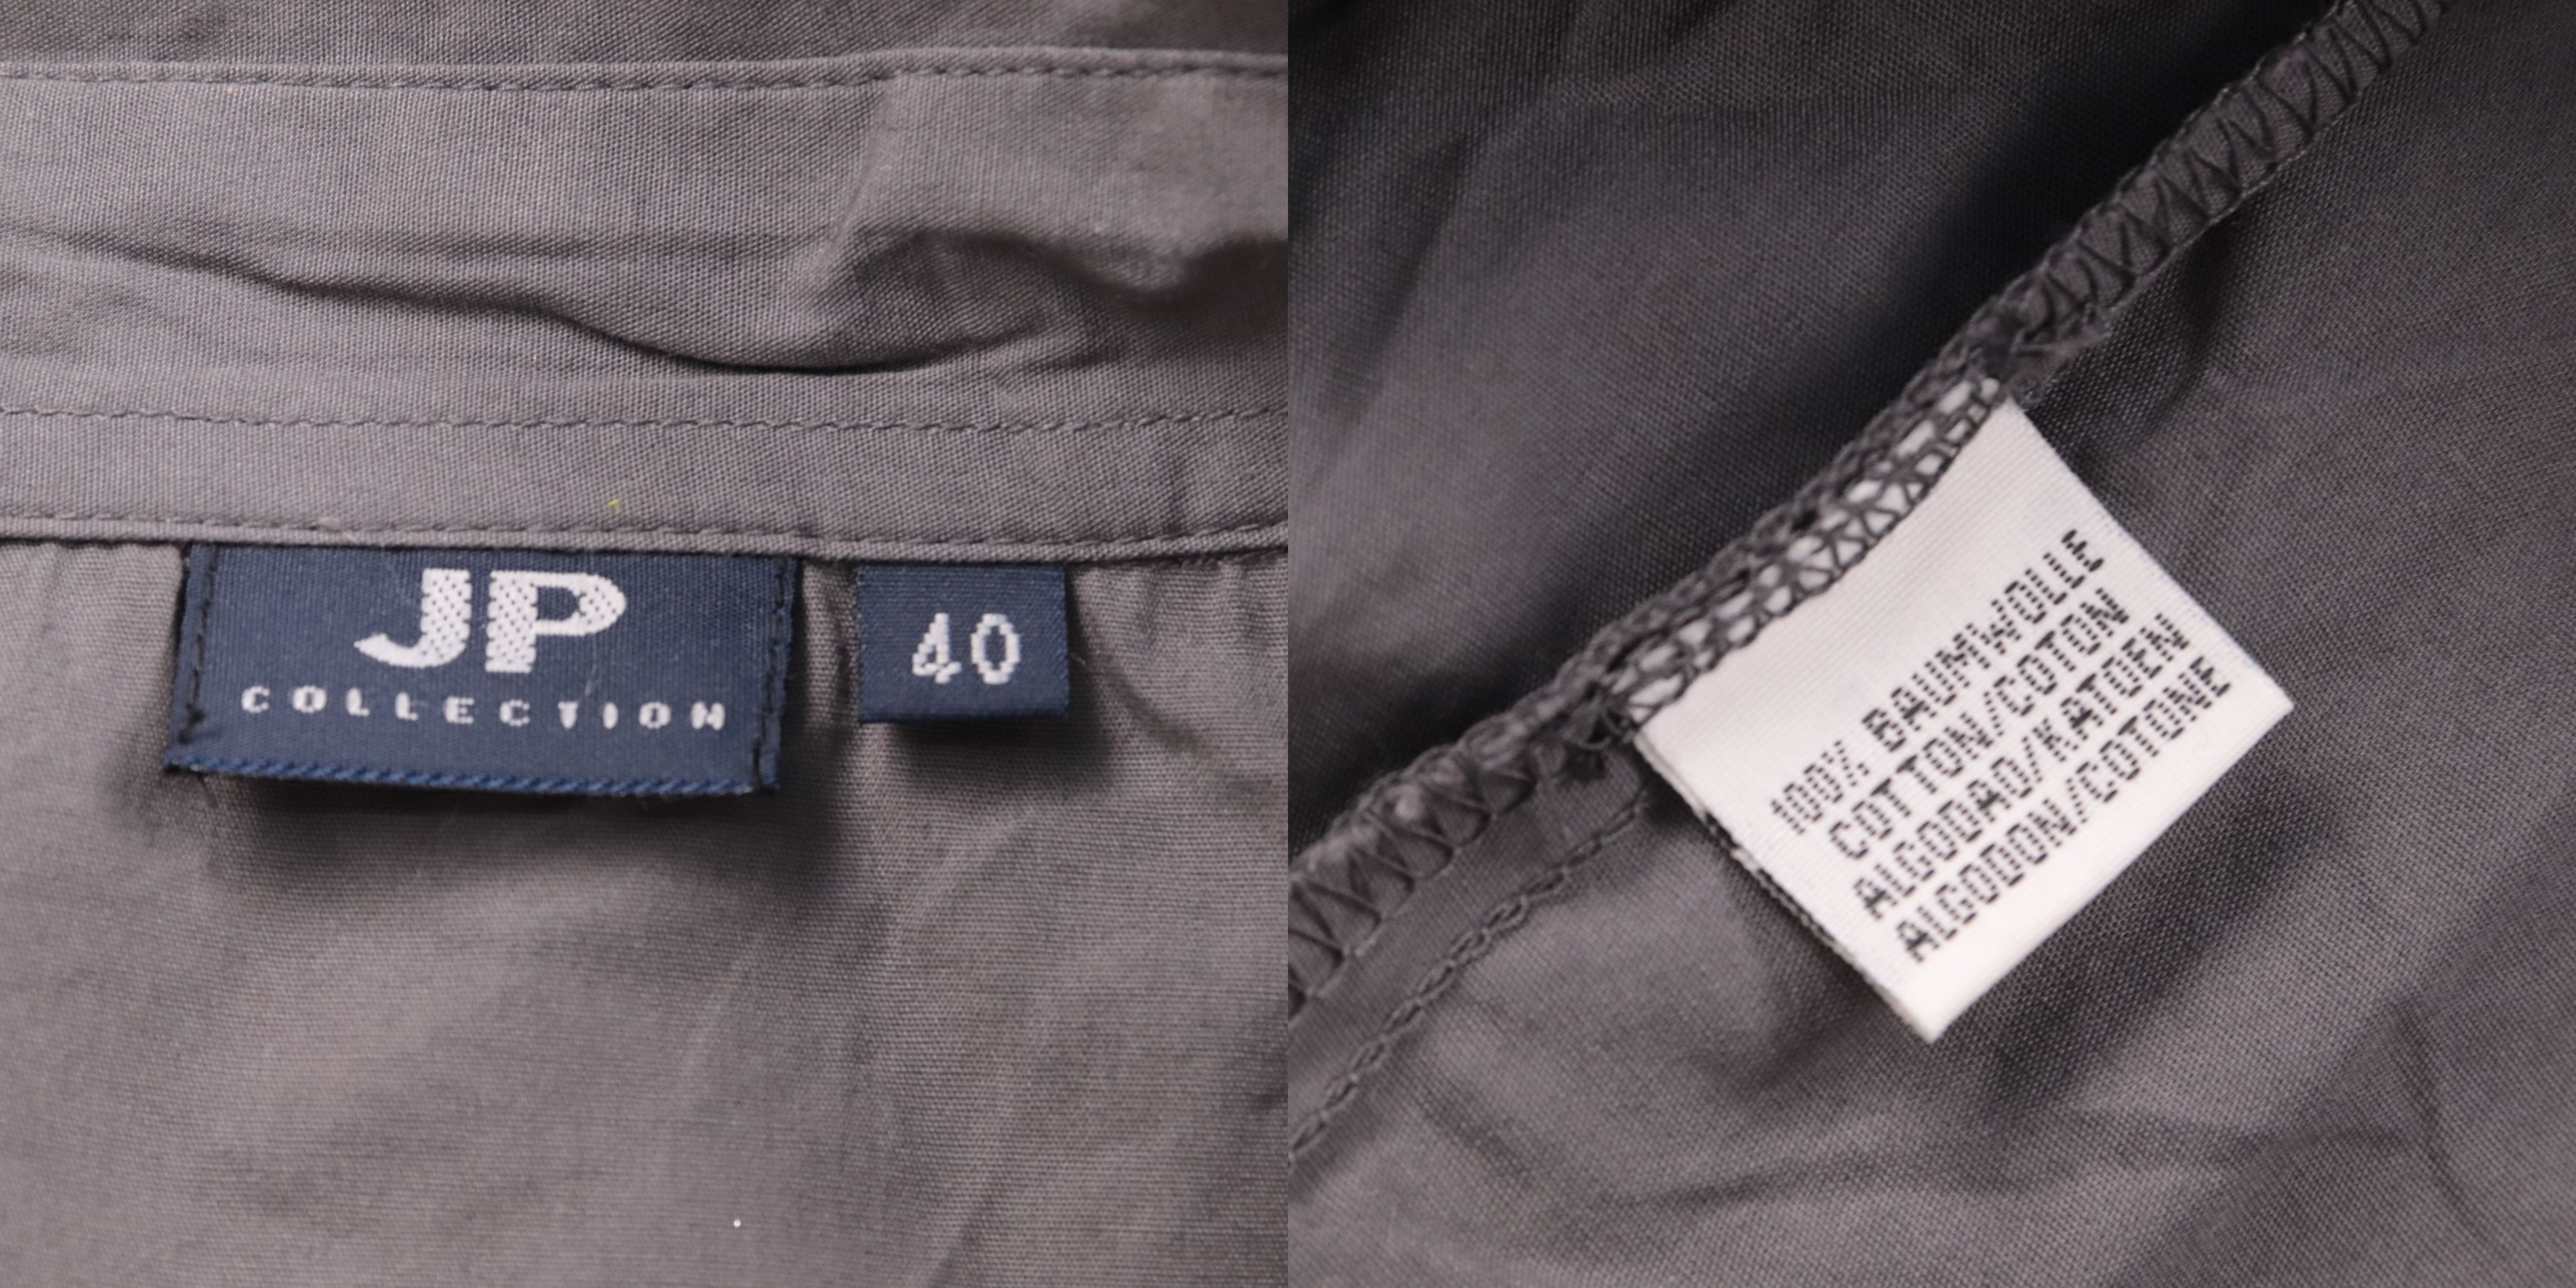 JP
COLLECTION
40
100% BAUMWOLLE
COTTON/COTON
ALGODAO/KATOEN
ALGODON/COTONE